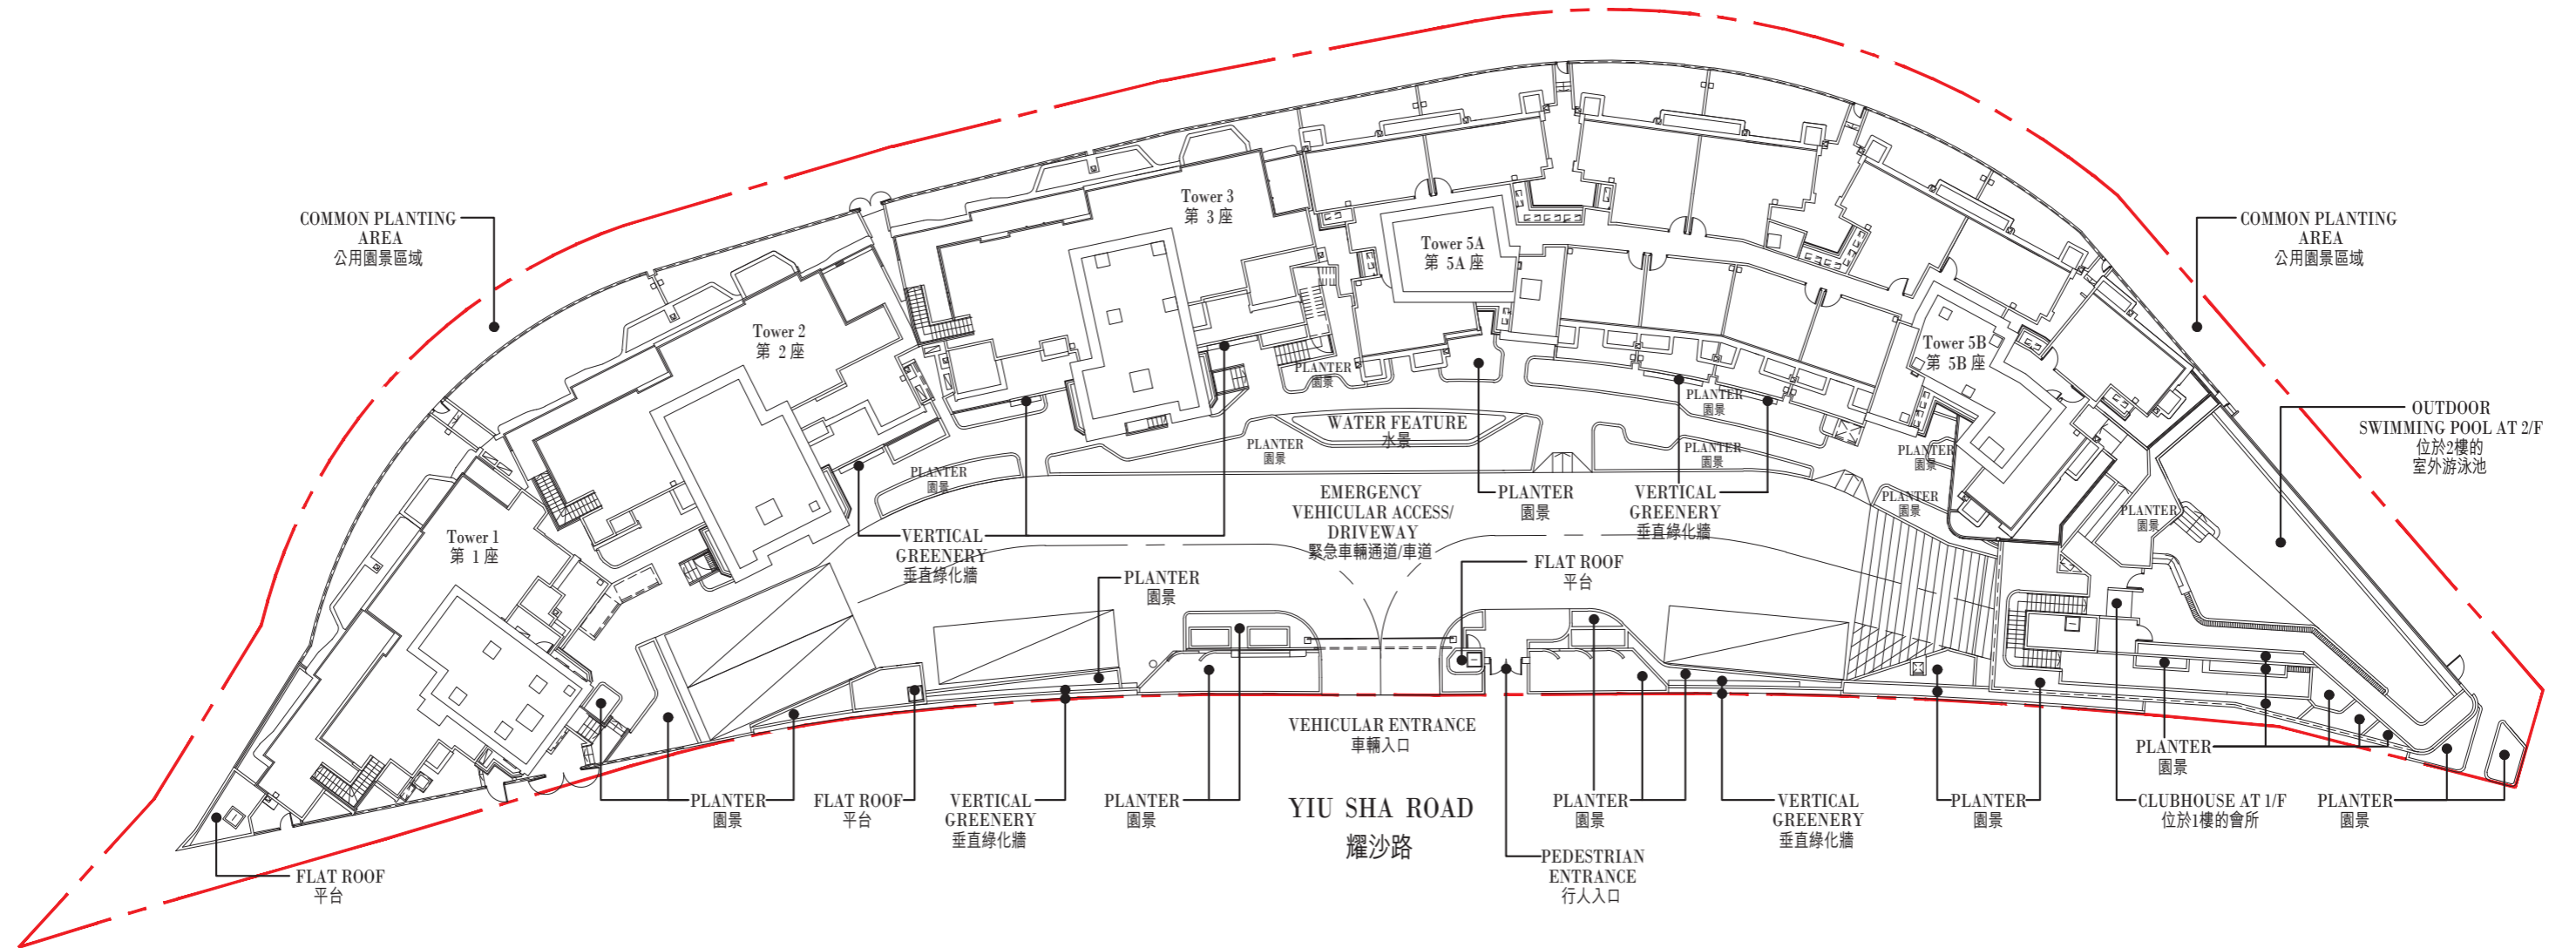 COMMON PLANTING
AREA
公用園景區域
Tower 3
第 3 座
Tower 5A
第 5A 座
COMMON PLANTING
AREA
公用園景區域
Tower 2
第 2 座
Tower 5B
第 5B 座
PLANTER
園景
PLANTER
園景
WATER FEATURE
水景
PLANTER
園景
PLANTER
園景
PLANTER
園景
PLANTER
園景
OUTDOOR
SWIMMING POOL AT 2/F
位於2樓的
室外游泳池
Tower 1
第 1 座
VERTICAL
GREENERY
垂直綠化牆
EMERGENCY
VEHICULAR ACCESS/
DRIVEWAY
緊急車輛通道/車道
PLANTER
園景
VERTICAL
GREENERY
垂直綠化牆
PLANTER
園景
PLANTER
園景
PLANTER
園景
FLAT ROOF
平台
VEHICULAR ENTRANCE
車輛入口
PLANTER
園景
PLANTER
園景
FLAT ROOF
平台
VERTICAL
GREENERY
垂直綠化牆
PLANTER
園景
YIU SHA ROAD
耀沙路
PLANTER
園景
VERTICAL
GREENERY
垂直綠化牆
PLANTER
園景
CLUBHOUSE AT 1/F
位於1樓的會所
PLANTER
園景
FLAT ROOF
平台
PEDESTRIAN
ENTRANCE
行人入口